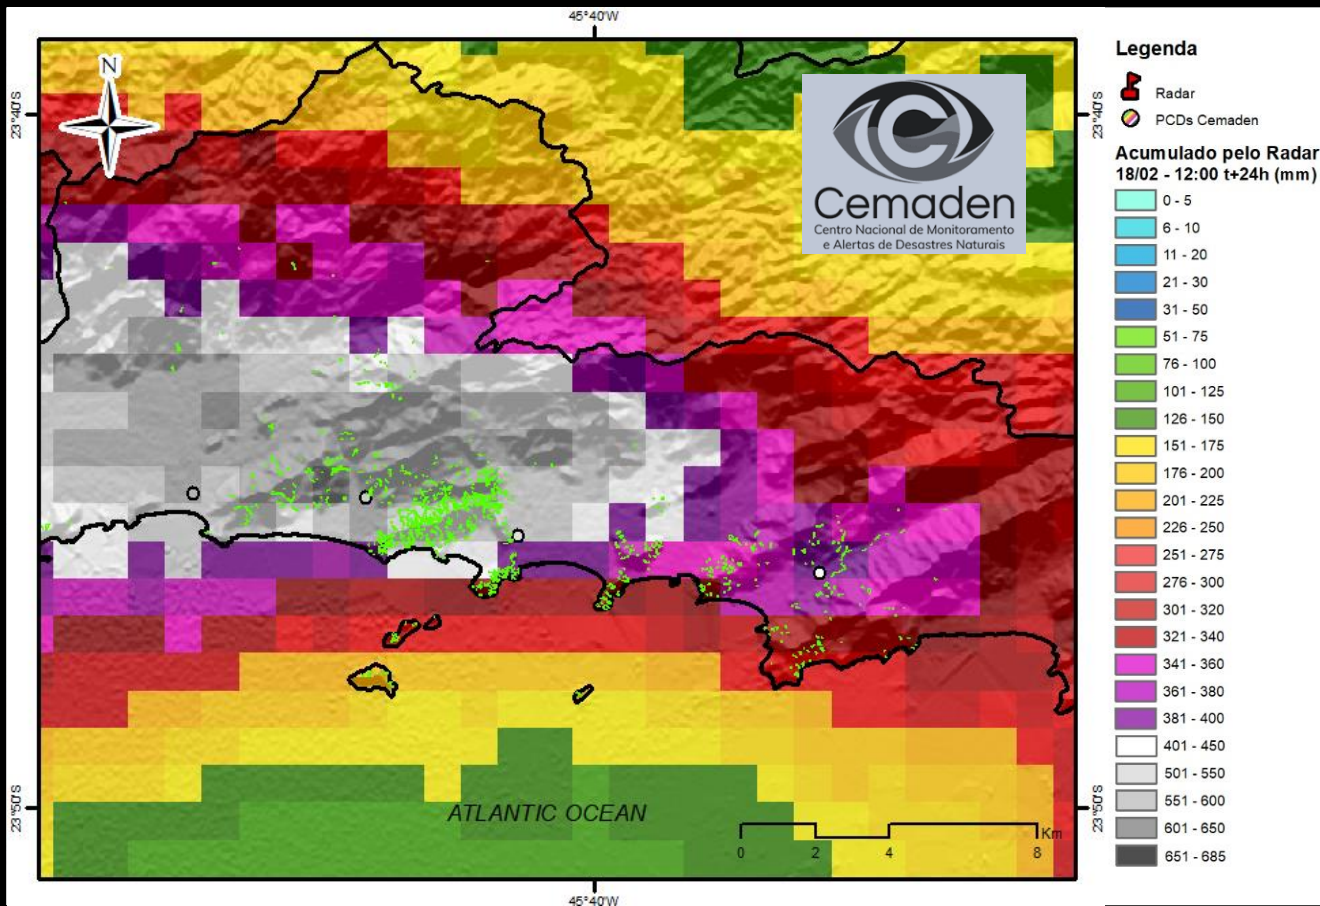 45°40'W
N
23°40'S
23°40'S
Cemaden
Centro Nacional de Monitoramento
e Alertas de Desastres Naturais
ATLANTIC OCEAN
Km
0 2 4 8
23°50'S
23°50'S
45°40'W
Legenda
Radar
PCDs Cemaden
Acumulado pelo Radar
18/02 - 12:00 t+24h (mm)
0 - 5
6 - 10
11 - 20
21 - 30
31 - 50
51 - 75
76 - 100
101 - 125
126 - 150
151 - 175
176 - 200
201 - 225
226 - 250
251 - 275
276 - 300
301 - 320
321 - 340
341 - 360
361 - 380
381 - 400
401 - 450
501 - 550
551 - 600
601 - 650
651 - 685